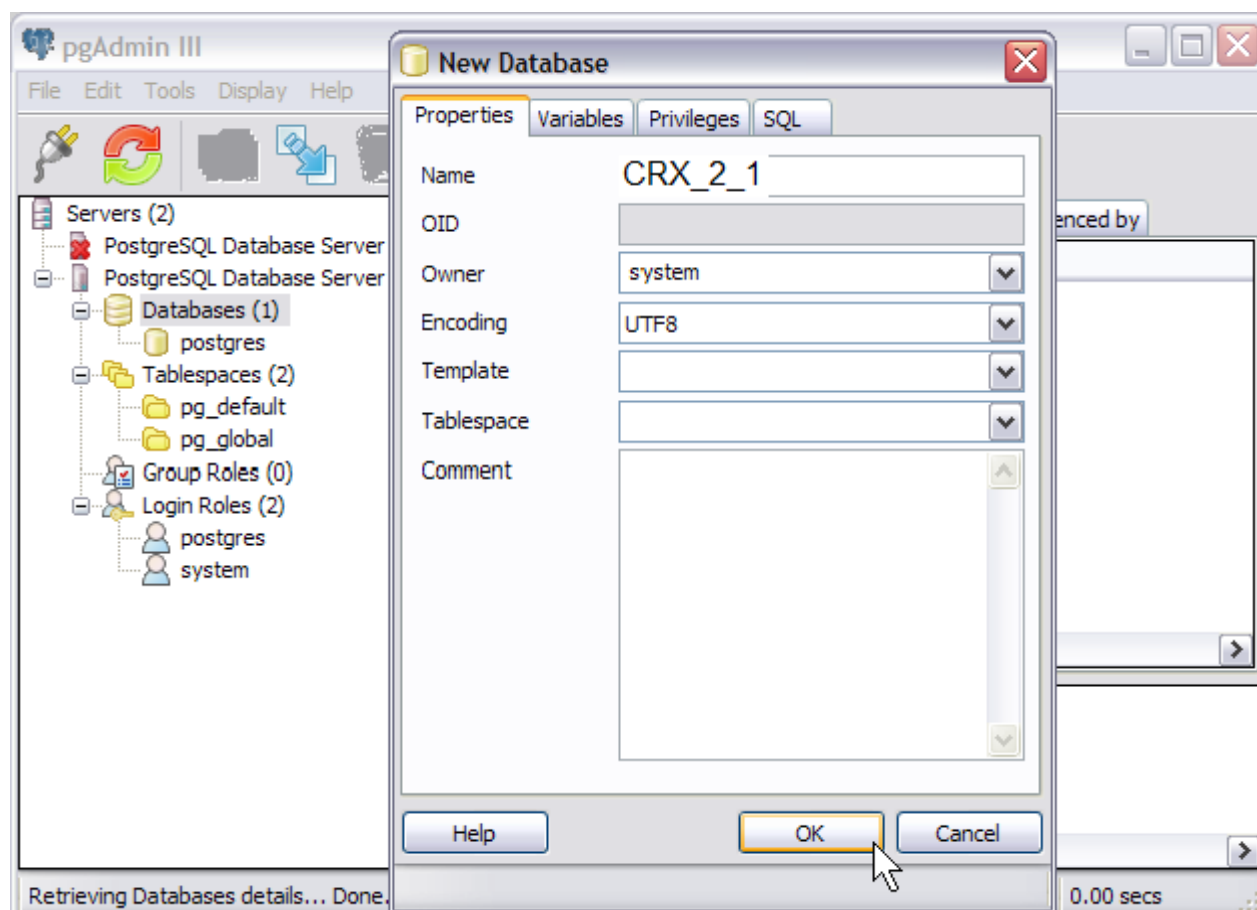 pgAdmin III
File Edit Tools Display Help
Servers (2)
PostgreSQL Database Server
PostgreSQL Database Server
Databases (1)
postgres
Tablespaces (2)
pg_default
pg_global
Group Roles (0)
Login Roles (2)
postgres
system
Retrieving Databases details... Done.
New Database
Properties Variables Privileges SQL
Name CRX_2_1
OID
Owner system
Encoding UTF8
Template
Tablespace
Comment
Help OK Cancel
enced by
0.00 secs